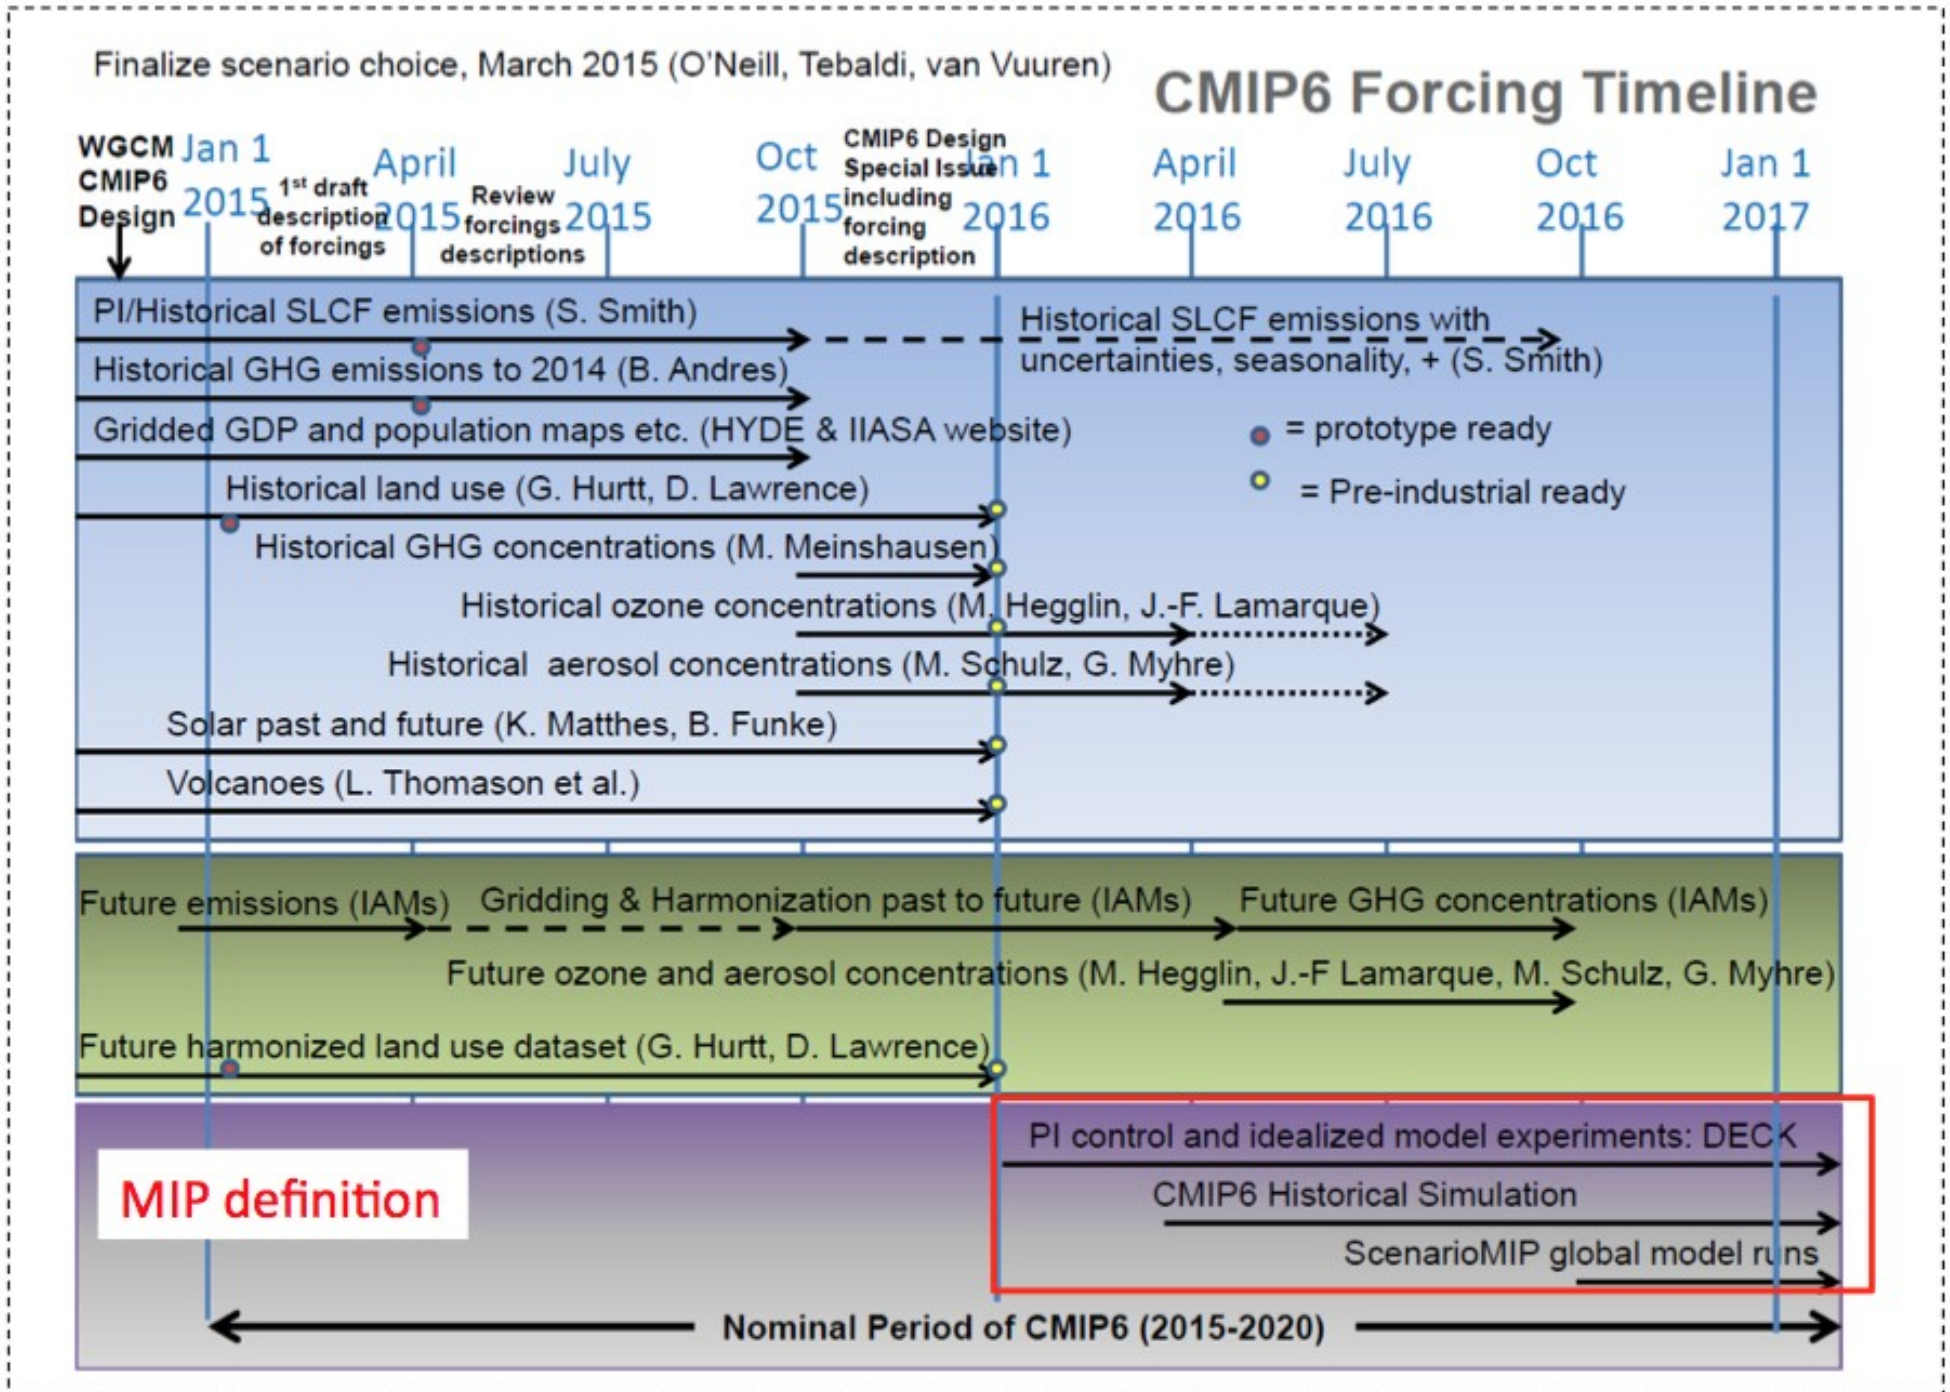 Finalize scenario choice, March 2015 (O'Neill, Tebaldi, van Vuuren)
CMIP6 Forcing Timeline
WGCM
CMIP6
Design
Jan 1
2015
1st draft
description
of forcings
April
2015
Review
forcings
descriptions
July
2015
Oct
2015
CMIP6 Design
Special Issue
including
forcing
description
Jan 1
2016
April
2016
July
2016
Oct
2016
Jan 1
2017
PI/Historical SLCF emissions (S. Smith)
Historical SLCF emissions with
uncertainties, seasonality, + (S. Smith)
Historical GHG emissions to 2014 (B. Andres)
Gridded GDP and population maps etc. (HYDE & IIASA website)
= prototype ready
Historical land use (G. Hurtt, D. Lawrence)
= Pre-industrial ready
Historical GHG concentrations (M. Meinshausen)
Historical ozone concentrations (M. Hegglin, J.-F. Lamarque)
Historical aerosol concentrations (M. Schulz, G. Myhre)
Solar past and future (K. Matthes, B. Funke)
Volcanoes (L. Thomason et al.)
Future emissions (IAMs)
Gridding & Harmonization past to future (IAMs)
Future GHG concentrations (IAMs)
Future ozone and aerosol concentrations (M. Hegglin, J.-F Lamarque, M. Schulz, G. Myhre)
Future harmonized land use dataset (G. Hurtt, D. Lawrence)
PI control and idealized model experiments: DECK
MIP definition
CMIP6 Historical Simulation
ScenarioMIP global model runs
Nominal Period of CMIP6 (2015-2020)